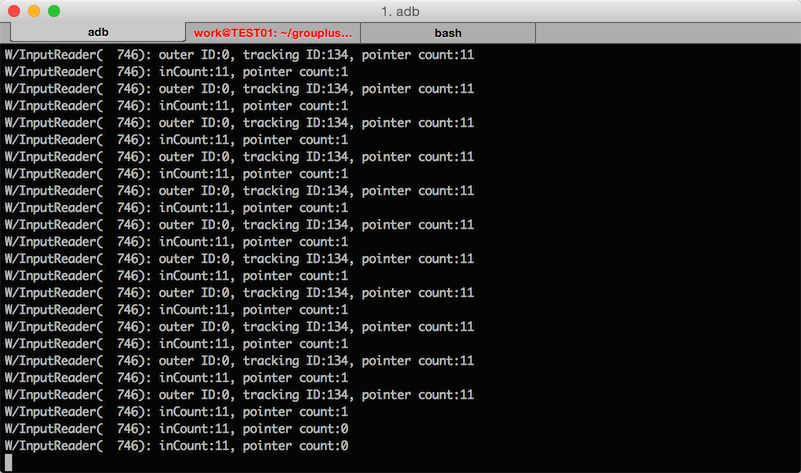 1. adb
adb
work@TEST01: ~/grouplus...
bash
W/InputReader(  746): outer ID:0, tracking ID:134, pointer count:11
W/InputReader(  746): inCount:11, pointer count:1
W/InputReader(  746): outer ID:0, tracking ID:134, pointer count:11
W/InputReader(  746): inCount:11, pointer count:1
W/InputReader(  746): outer ID:0, tracking ID:134, pointer count:11
W/InputReader(  746): inCount:11, pointer count:1
W/InputReader(  746): outer ID:0, tracking ID:134, pointer count:11
W/InputReader(  746): inCount:11, pointer count:1
W/InputReader(  746): outer ID:0, tracking ID:134, pointer count:11
W/InputReader(  746): inCount:11, pointer count:1
W/InputReader(  746): outer ID:0, tracking ID:134, pointer count:11
W/InputReader(  746): inCount:11, pointer count:1
W/InputReader(  746): outer ID:0, tracking ID:134, pointer count:11
W/InputReader(  746): inCount:11, pointer count:1
W/InputReader(  746): outer ID:0, tracking ID:134, pointer count:11
W/InputReader(  746): inCount:11, pointer count:1
W/InputReader(  746): outer ID:0, tracking ID:134, pointer count:11
W/InputReader(  746): inCount:11, pointer count:1
W/InputReader(  746): outer ID:0, tracking ID:134, pointer count:11
W/InputReader(  746): inCount:11, pointer count:1
W/InputReader(  746): outer ID:0, tracking ID:134, pointer count:11
W/InputReader(  746): inCount:11, pointer count:1
W/InputReader(  746): inCount:11, pointer count:0
W/InputReader(  746): inCount:11, pointer count:0